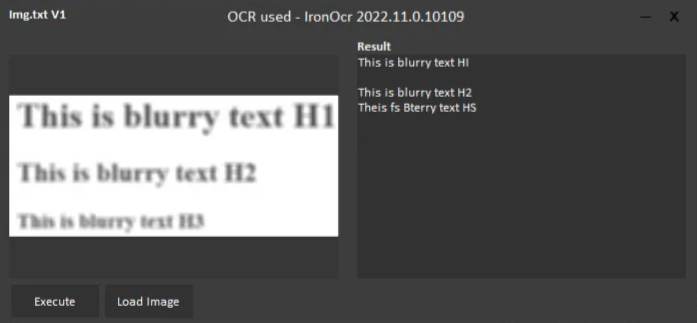 Img.txt V1
OCR used - IronOcr 2022.11.0.10109
This is blurry text H1
This is blurry text H2
This is blurry text H3
Result
This is blurry text HI
This is blurry text H2
Theis fs Bterry text HS
Execute
Load Image